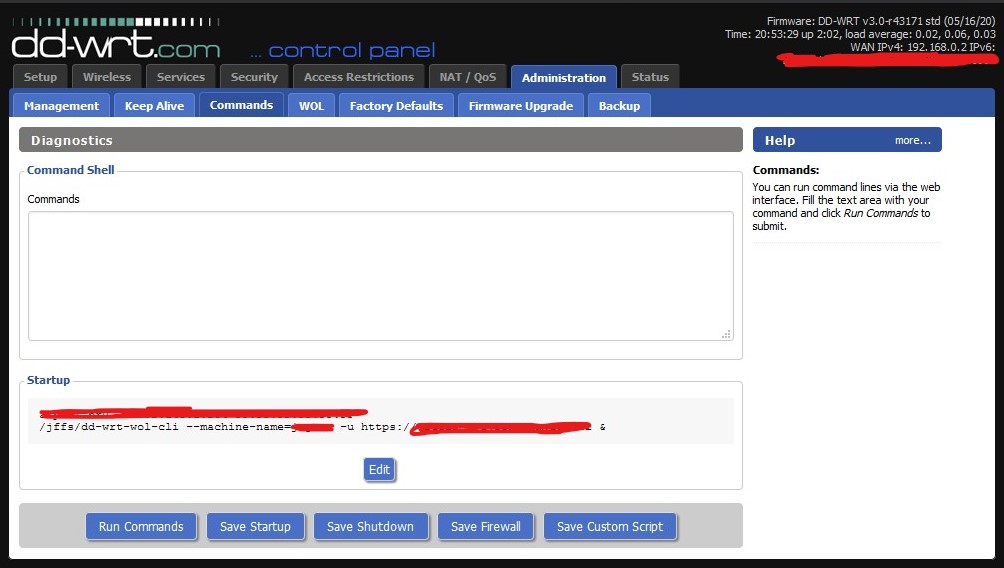 dd-wrt.com ... control panel
Firmware: DD-WRT v3.0-r43171 std (05/16/20)
Time: 20:53:29 up 2:02, load average: 0.02, 0.06, 0.03
WAN IPv4: 192.168.0.2 IPv6:
Setup Wireless Services Security Access Restrictions NAT / QoS Administration Status
Management Keep Alive Commands WOL Factory Defaults Firmware Upgrade Backup
Diagnostics
Command Shell
Commands
Startup
/jffs/dd-wrt-wol-cli --machine-name= -u https:/ &
Edit
Run Commands Save Startup Save Shutdown Save Firewall Save Custom Script
Help more...
Commands:
You can run command lines via the web
interface. Fill the text area with your
command and click Run Commands to
submit.